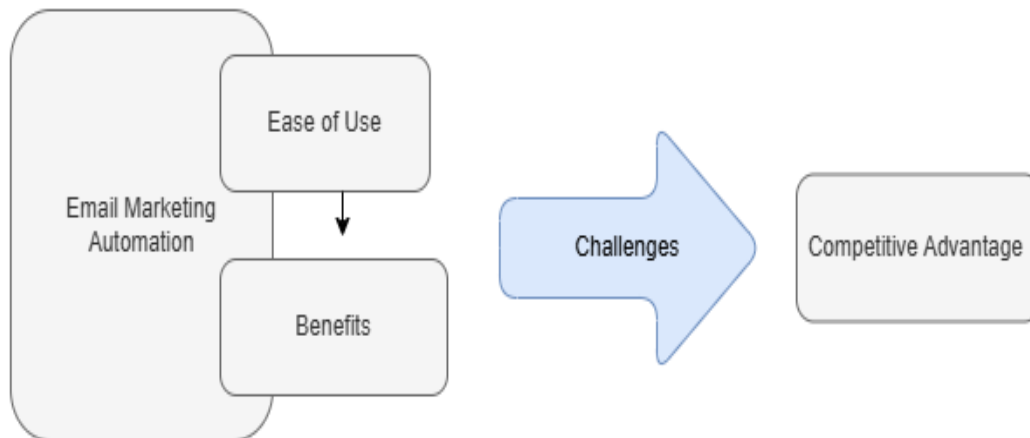 Ease of Use
Email Marketing
Automation
Benefits
Challenges
Competitive Advantage